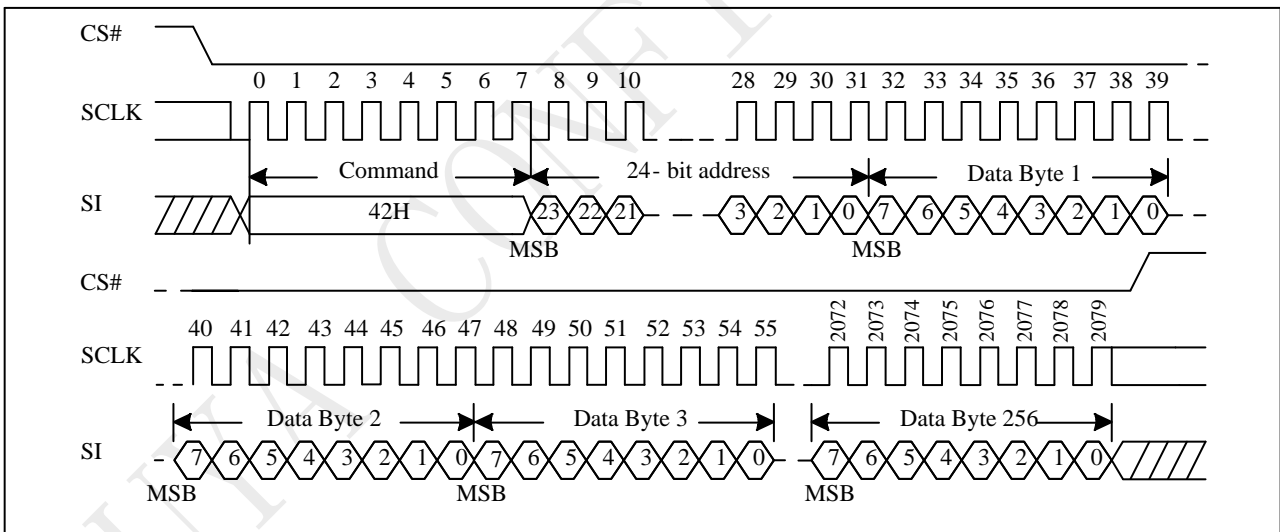 CS#
0 1 2 3 4 5 6 7 8 9 10 28 29 30 31 32 33 34 35 36 37 38 39
SCLK
Command 24- bit address Data Byte 1
SI 42H 23 22 21 3 2 1 0 7 6 5 4 3 2 1 0
MSB MSB
CS#
40 41 42 43 44 45 46 47 48 49 50 51 52 53 54 55 2072 2073 2074 2075 2076 2077 2078 2079
SCLK
Data Byte 2 Data Byte 3 Data Byte 256
SI 7 6 5 4 3 2 1 0 7 6 5 4 3 2 1 0 7 6 5 4 3 2 1 0
MSB MSB MSB